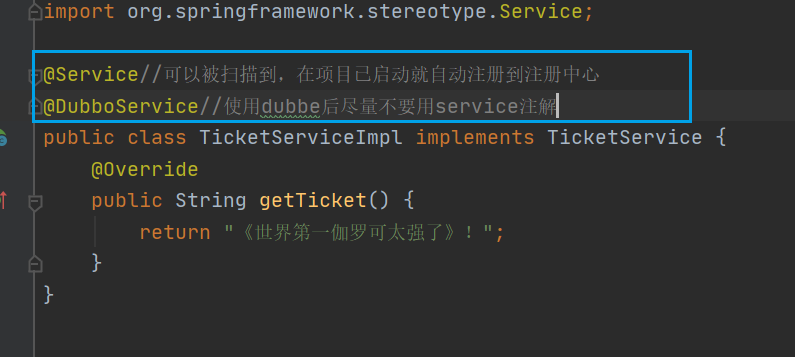 import org.springframework.stereotype.Service;
@Service//可以被扫描到，在项目已启动就自动注册到注册中心
@DubboService//使用dubbe后尽量不要用service注解
public class TicketServiceImpl implements TicketService {
@Override
public String getTicket() {
return "《世界第一伽罗可太强了》！";
}
}